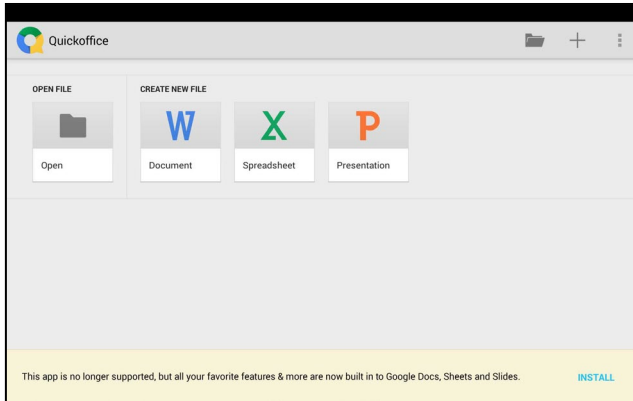 Quickoffice
OPEN FILE
CREATE NEW FILE
W
X
P
Open
Document
Spreadsheet
Presentation
This app is no longer supported, but all your favorite features & more are now built in to Google Docs, Sheets and Slides.
INSTALL